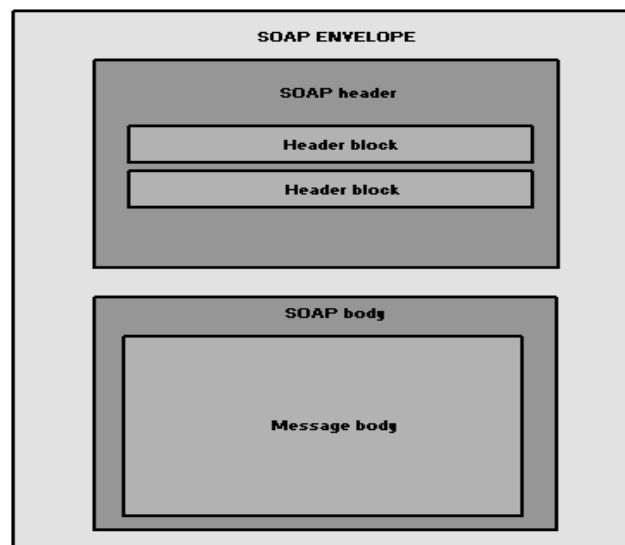 SOAP ENVELOPE
SOAP header
Header block
Header block
SOAP body
Message body